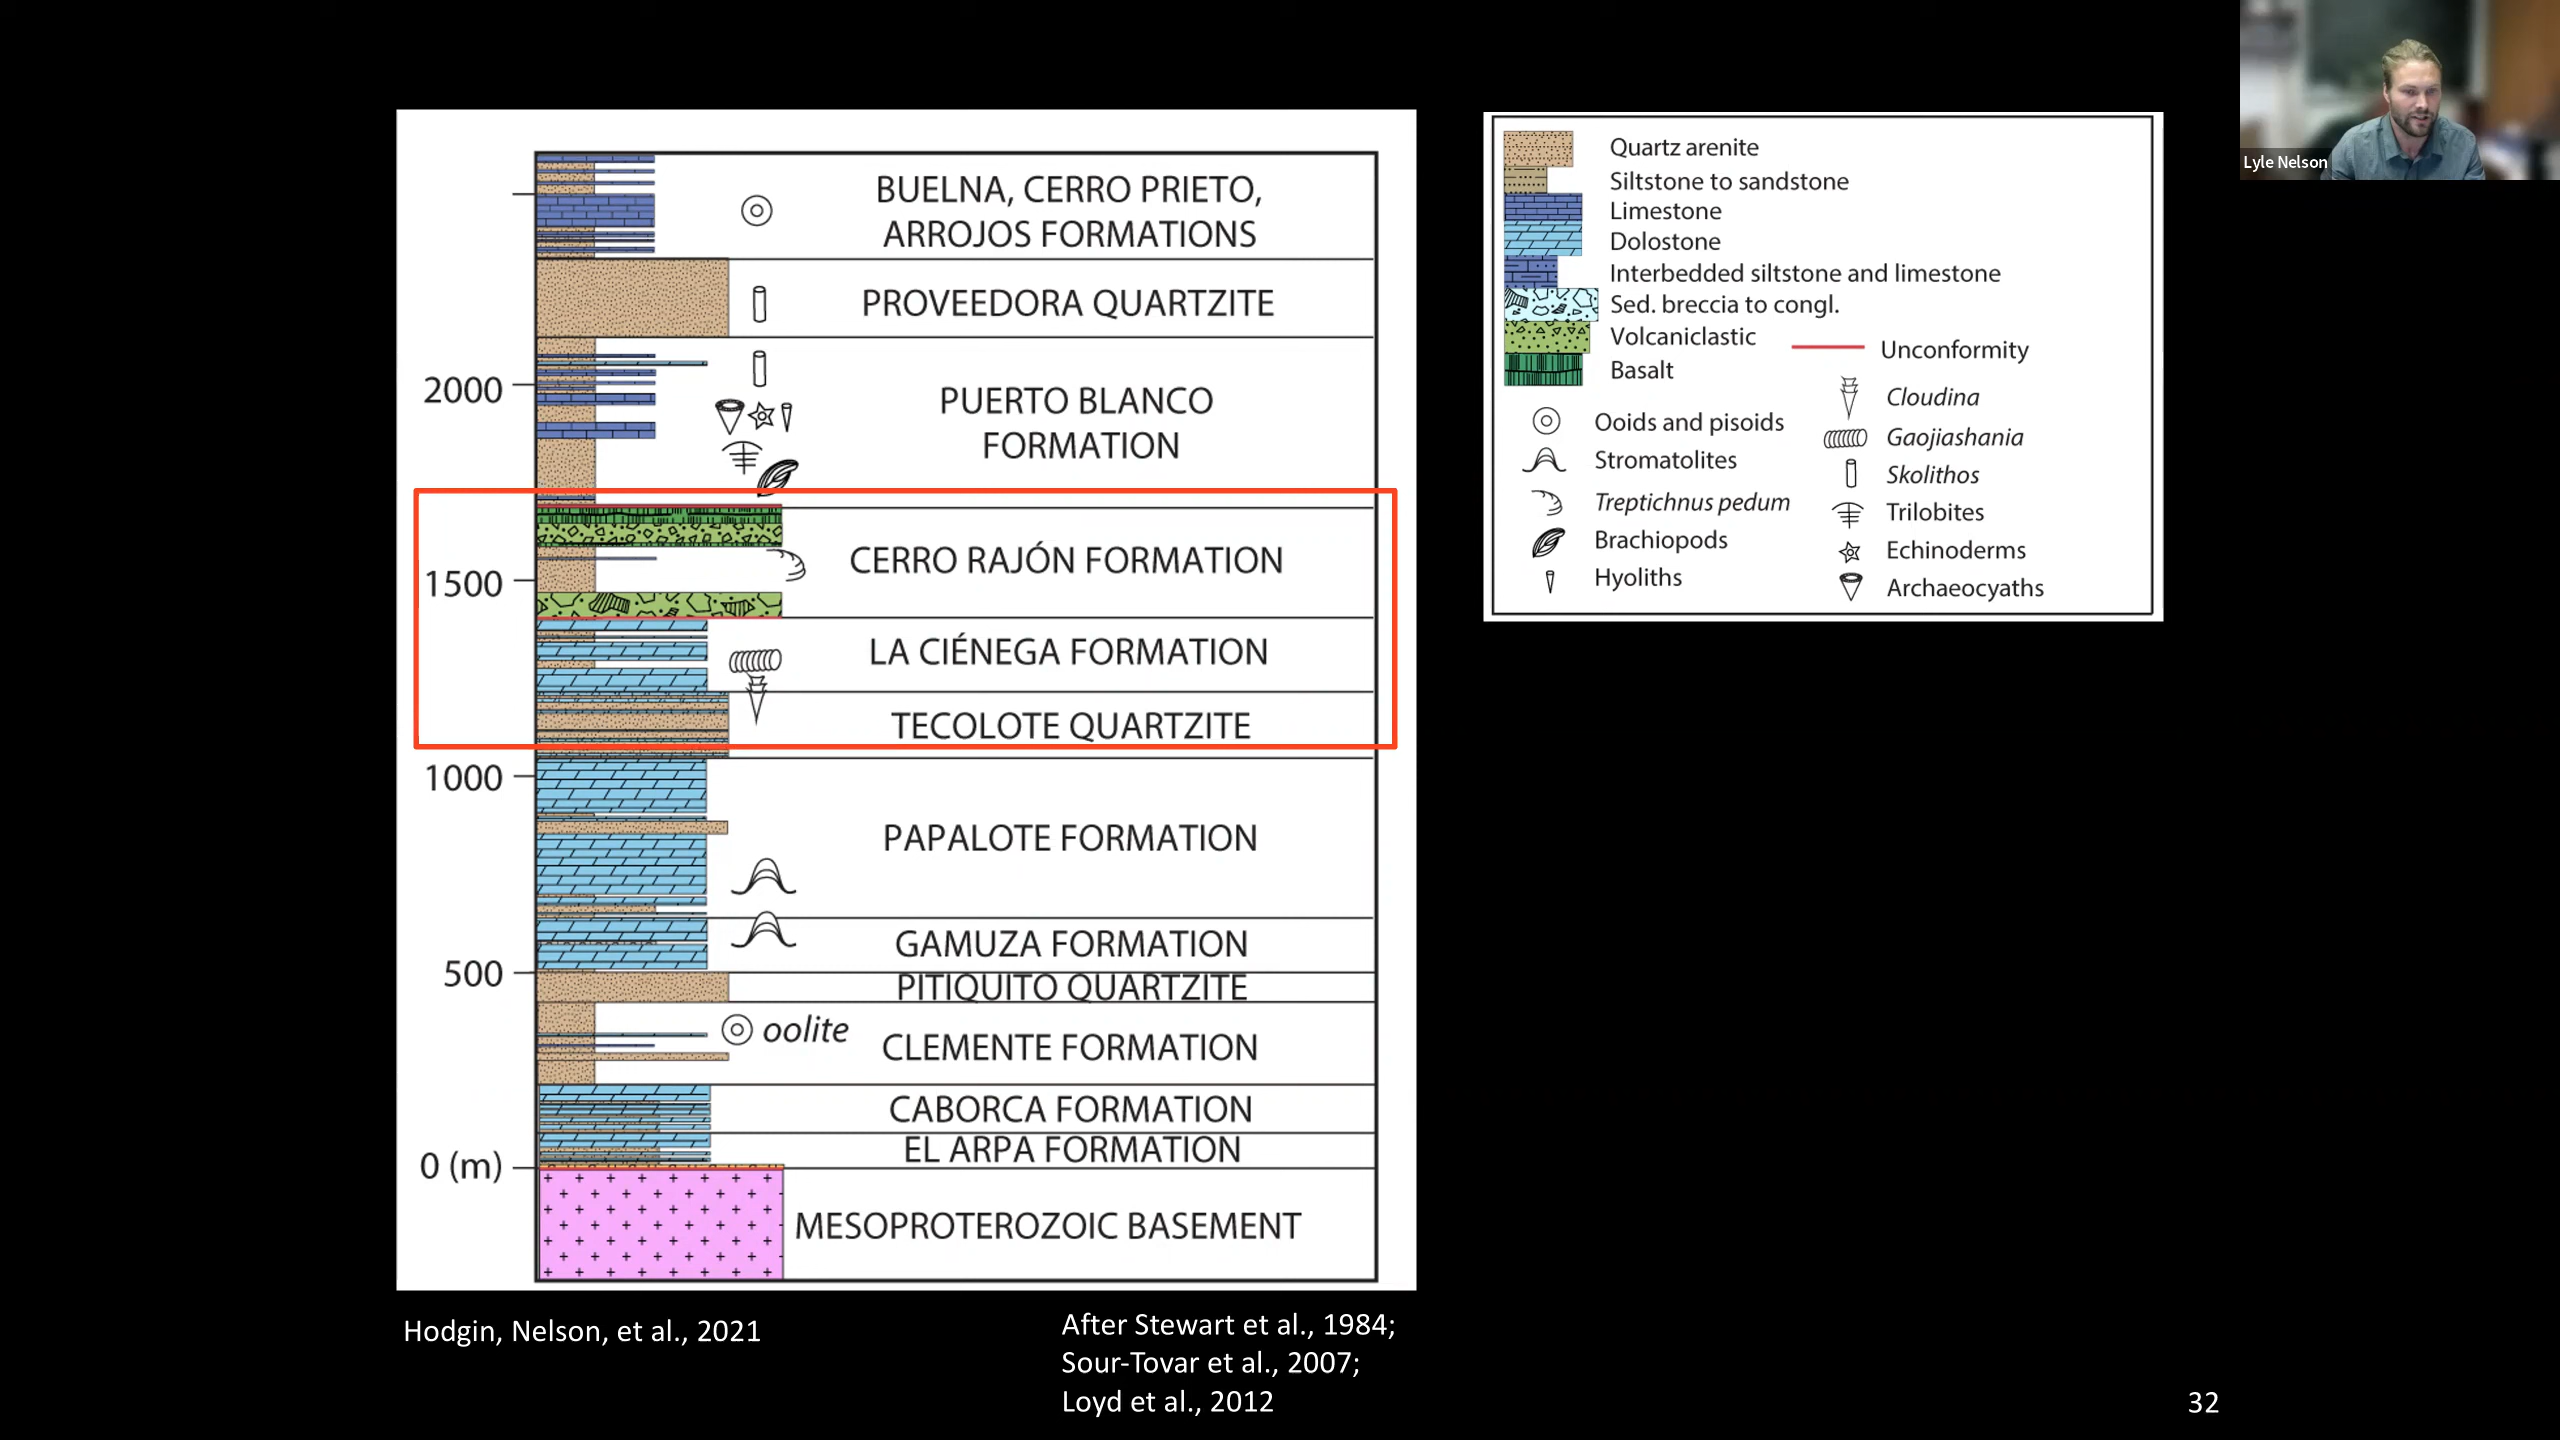 BUELNA, CERRO PRIETO,
ARROJOS FORMATIONS
PROVEEDORA QUARTZITE
2000
PUERTO BLANCO
FORMATION
CERRO RAJÓN FORMATION
1500
LA CIÉNEGA FORMATION
TECOLOTE QUARTZITE
1000
PAPALOTE FORMATION
GAMUZA FORMATION
500
PITIQUITO QUARTZITE
oolite
CLEMENTE FORMATION
CABORCA FORMATION
EL ARPA FORMATION
0 (m)
MESOPROTEROZOIC BASEMENT
Quartz arenite
Siltstone to sandstone
Limestone
Dolostone
Interbedded siltstone and limestone
Sed. breccia to congl.
Volcaniclastic
Basalt
Unconformity
Ooids and pisoids
Stromatolites
Treptichnus pedum
Brachiopods
Hyoliths
Cloudina
Gaojiashania
Skolithos
Trilobites
Echinoderms
Archaeocyaths
Lyle Nelson
Hodgin, Nelson, et al., 2021
After Stewart et al., 1984;
Sour-Tovar et al., 2007;
Loyd et al., 2012
32